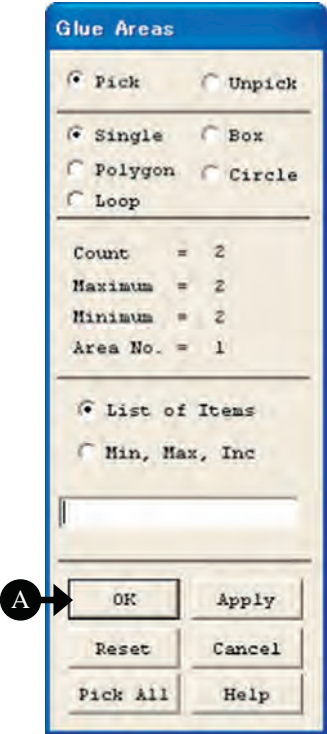 Glue Areas
Pick Unpick
Single Box
Polygon Circle
Loop
Count = 2
Maximum = 2
Minimum = 2
Area No. = 1
List of Items
Min, Max, Inc
A OK Apply
Reset Cancel
Pick All Help